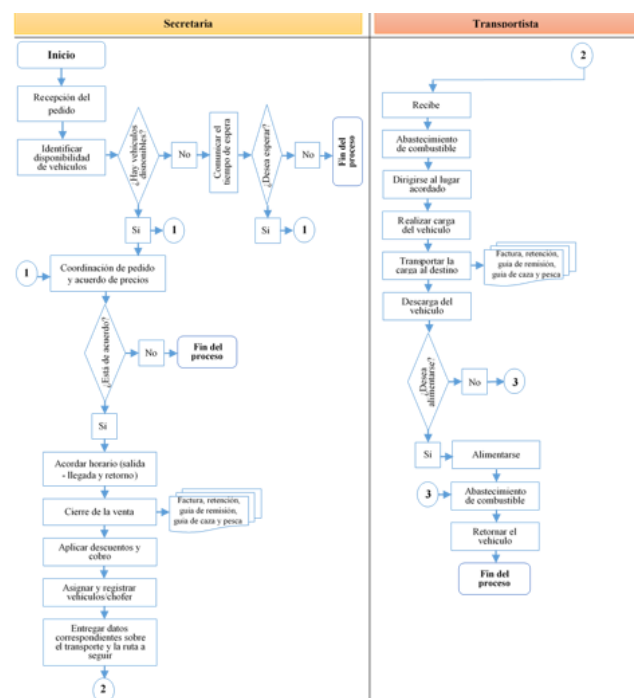 Secretaria
Transportista
Inicio
Recepción del
pedido
Identificar
disponibilidad
de vehículos
¿Hay vehículos
disponibles?
No
Comunicar el
tiempo de espera
¿Desea esperar?
No
Fin del
proceso
Si
1
Si
1
1
Coordinación de pedido
y acuerdo de precios
¿Está de acuerdo?
No
Fin del
proceso
Si
Acordar horario (salida
- llegada y retorno)
Cierre de la venta
Factura, retención,
guía de remisión,
guía de caza y pesca
Aplicar descuentos y
cobro
Asignar y registrar
vehículos/chofer
Entregar datos
correspondientes sobre
el transporte y la ruta a
seguir
2
2
Recibe
Abastecimiento
de combustible
Dirigirse al lugar
acordado
Realizar carga
del vehículo
Transportar la
carga al destino
Factura, retención,
guía de remisión,
guía de caza y pesca
Descarga del
vehículo
¿Desea
alimentarse?
No
3
Si
Alimentarse
3
Abastecimiento
de combustible
Retornar el
vehículo
Fin del
proceso